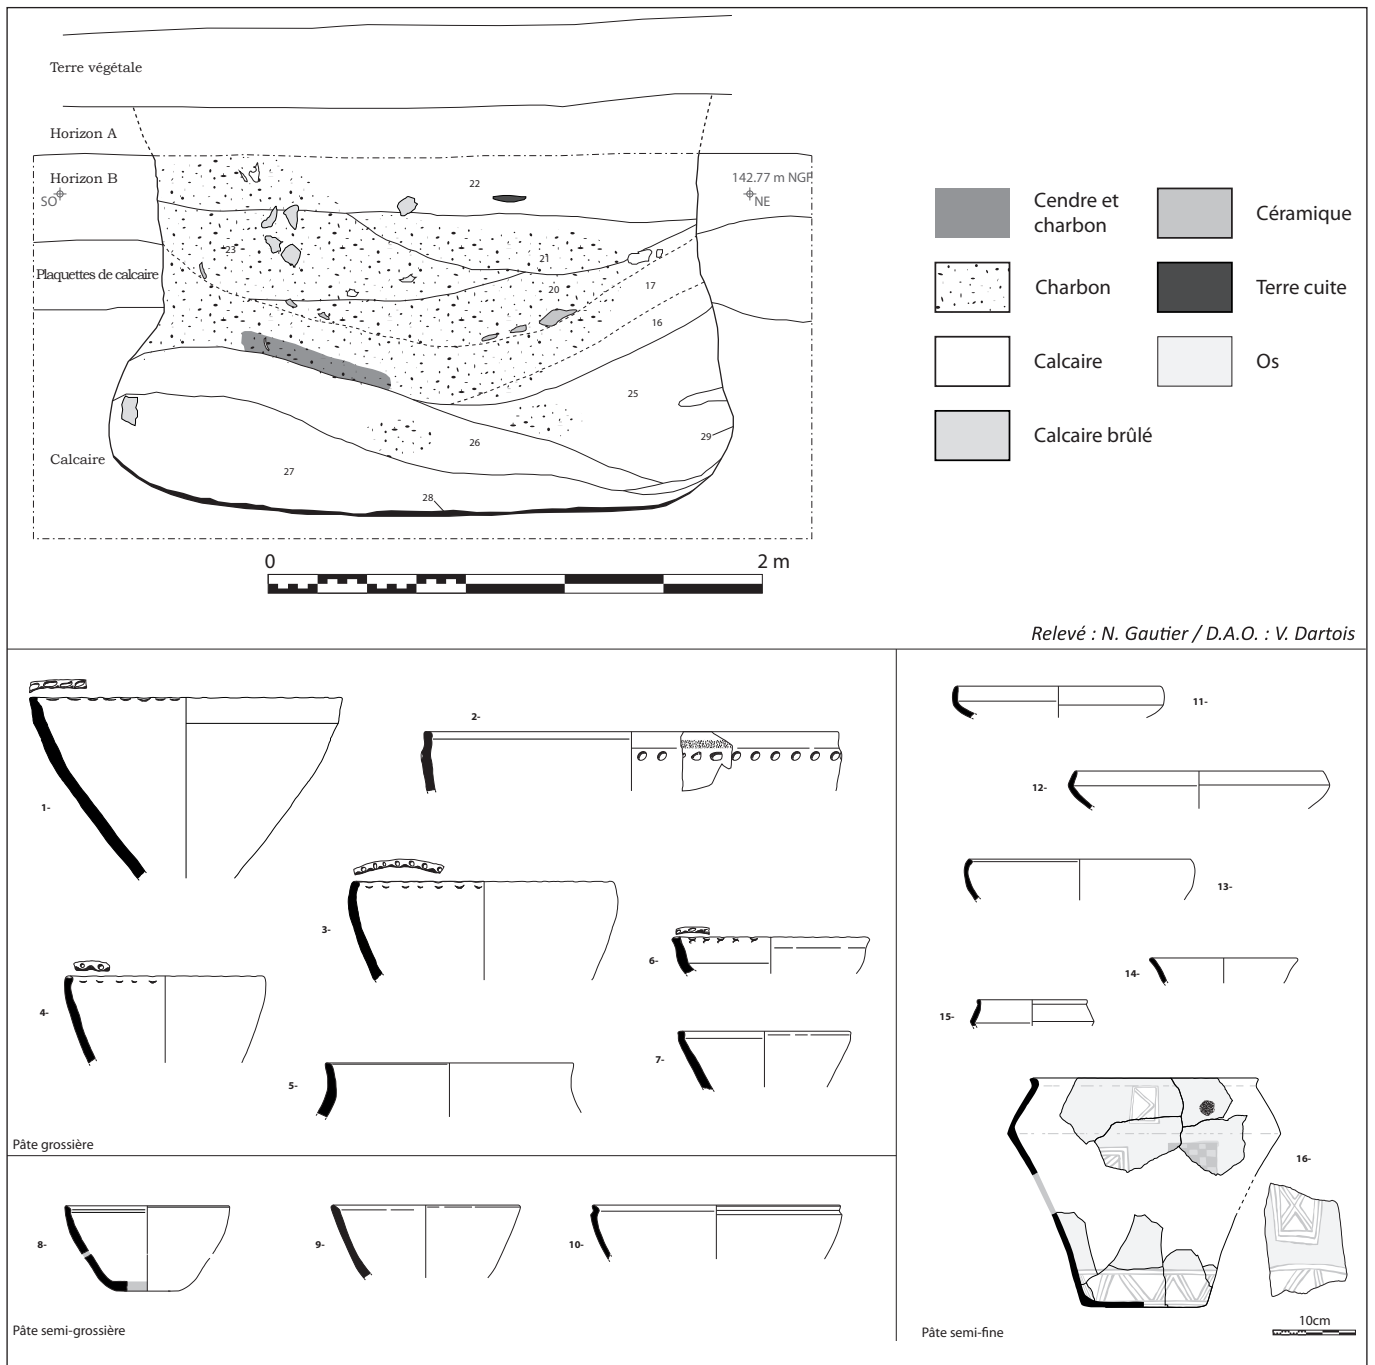 Terre végétale
Horizon A
Horizon B
SO
142.77 m NGF
NE
22
23
21
20
17
16
Plaquettes de calcaire
25
26
29
Calcaire
27
28
0
2 m
Cendre et
charbon
Céramique
Charbon
Terre cuite
Calcaire
Os
Calcaire brûlé
Relevé : N. Gautier / D.A.O. : V. Dartois
1-
2-
3-
4-
5-
6-
7-
Pâte grossière
8-
9-
10-
Pâte semi-grossière
11-
12-
13-
14-
15-
16-
10cm
Pâte semi-fine